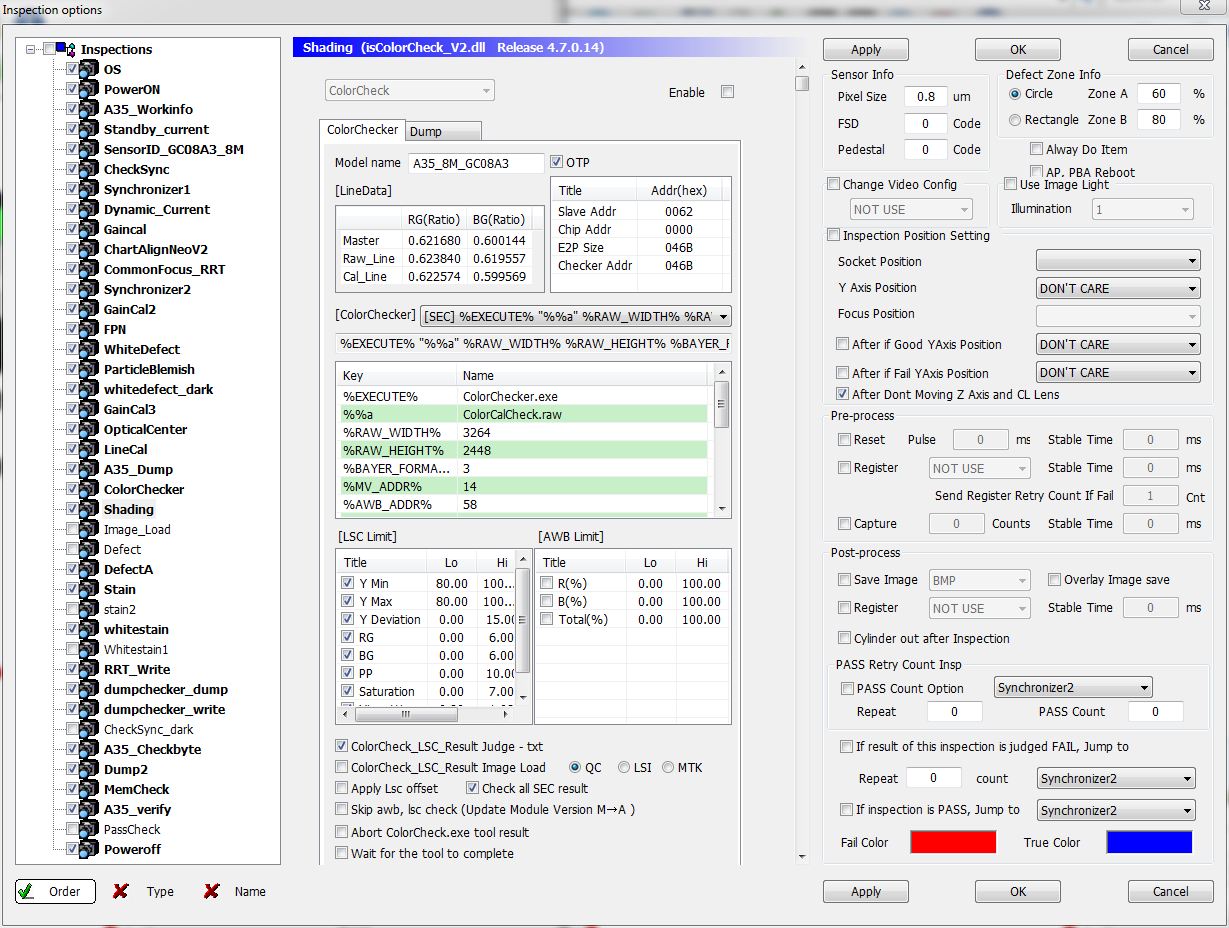 Inspection options
Inspections
OS
PowerON
A35_Workinfo
Standby_current
SensorID_GC08A3_8M
CheckSync
Synchronizer1
Dynamic_Current
Gaincal
ChartAlignNeoV2
CommonFocus_RRT
Synchronizer2
GainCal2
FPN
WhiteDefect
ParticleBlemish
whitedefect_dark
GainCal3
OpticalCenter
LineCal
A35_Dump
ColorChecker
Shading
Image_Load
Defect
DefectA
Stain
stain2
whitestain
Whitestain1
RRT_Write
dumpchecker_dump
dumpchecker_write
CheckSync_dark
A35_Checkbyte
Dump2
MemCheck
A35_verify
PassCheck
Poweroff
Order Type Name
Shading (isColorCheck_V2.dll Release 4.7.0.14)
ColorCheck Enable
ColorChecker Dump
Model name A35_8M_GC08A3 OTP
[LineData]
RG(Ratio) BG(Ratio)
Master 0.621680 0.600144
Raw_Line 0.623840 0.619557
Cal_Line 0.622574 0.599569
Title Addr(hex)
Slave Addr 0062
Chip Addr 0000
E2P Size 046B
Checker Addr 046B
[ColorChecker] [SEC] %EXECUTE% "%%a" %RAW_WIDTH% %RA
%EXECUTE% "%%a" %RAW_WIDTH% %RAW_HEIGHT% %BAYER_F
Key Name
%EXECUTE% ColorChecker.exe
%%a ColorCalCheck.raw
%RAW_WIDTH% 3264
%RAW_HEIGHT% 2448
%BAYER_FORMA... 3
%MV_ADDR% 14
%AWB_ADDR% 58
[LSC Limit]
Title Lo Hi
Y Min 80.00 100...
Y Max 80.00 100...
Y Deviation 0.00 15.00
RG 0.00 6.00
BG 0.00 6.00
PP 0.00 10.00
Saturation 0.00 7.00
[AWB Limit]
Title Lo Hi
R(%) 0.00 100.00
B(%) 0.00 100.00
Total(%) 0.00 100.00
ColorCheck_LSC_Result Judge - txt
ColorCheck_LSC_Result Image Load QC LSI MTK
Apply Lsc offset Check all SEC result
Skip awb, lsc check (Update Module Version M→A )
Abort ColorCheck.exe tool result
Wait for the tool to complete
Apply OK Cancel
Sensor Info
Pixel Size 0.8 um
FSD 0 Code
Pedestal 0 Code
Defect Zone Info
Circle Zone A 60 %
Rectangle Zone B 80 %
Alway Do Item
AP, PBA Reboot
Change Video Config
NOT USE
Use Image Light
Illumination 1
Inspection Position Setting
Socket Position
Y Axis Position DON'T CARE
Focus Position
After if Good YAxis Position DON'T CARE
After if Fail YAxis Position DON'T CARE
After Dont Moving Z Axis and CL Lens
Pre-process
Reset Pulse 0 ms Stable Time 0 ms
Register NOT USE Stable Time 0 ms
Send Register Retry Count If Fail 1 Cnt
Capture 0 Counts Stable Time 0 ms
Post-process
Save Image BMP Overlay Image save
Register NOT USE Stable Time 0 ms
Cylinder out after Inspection
PASS Retry Count Insp
PASS Count Option Synchronizer2
Repeat 0 PASS Count 0
If result of this inspection is judged FAIL, Jump to
Repeat 0 count Synchronizer2
If inspection is PASS, Jump to Synchronizer2
Fail Color True Color
Apply OK Cancel